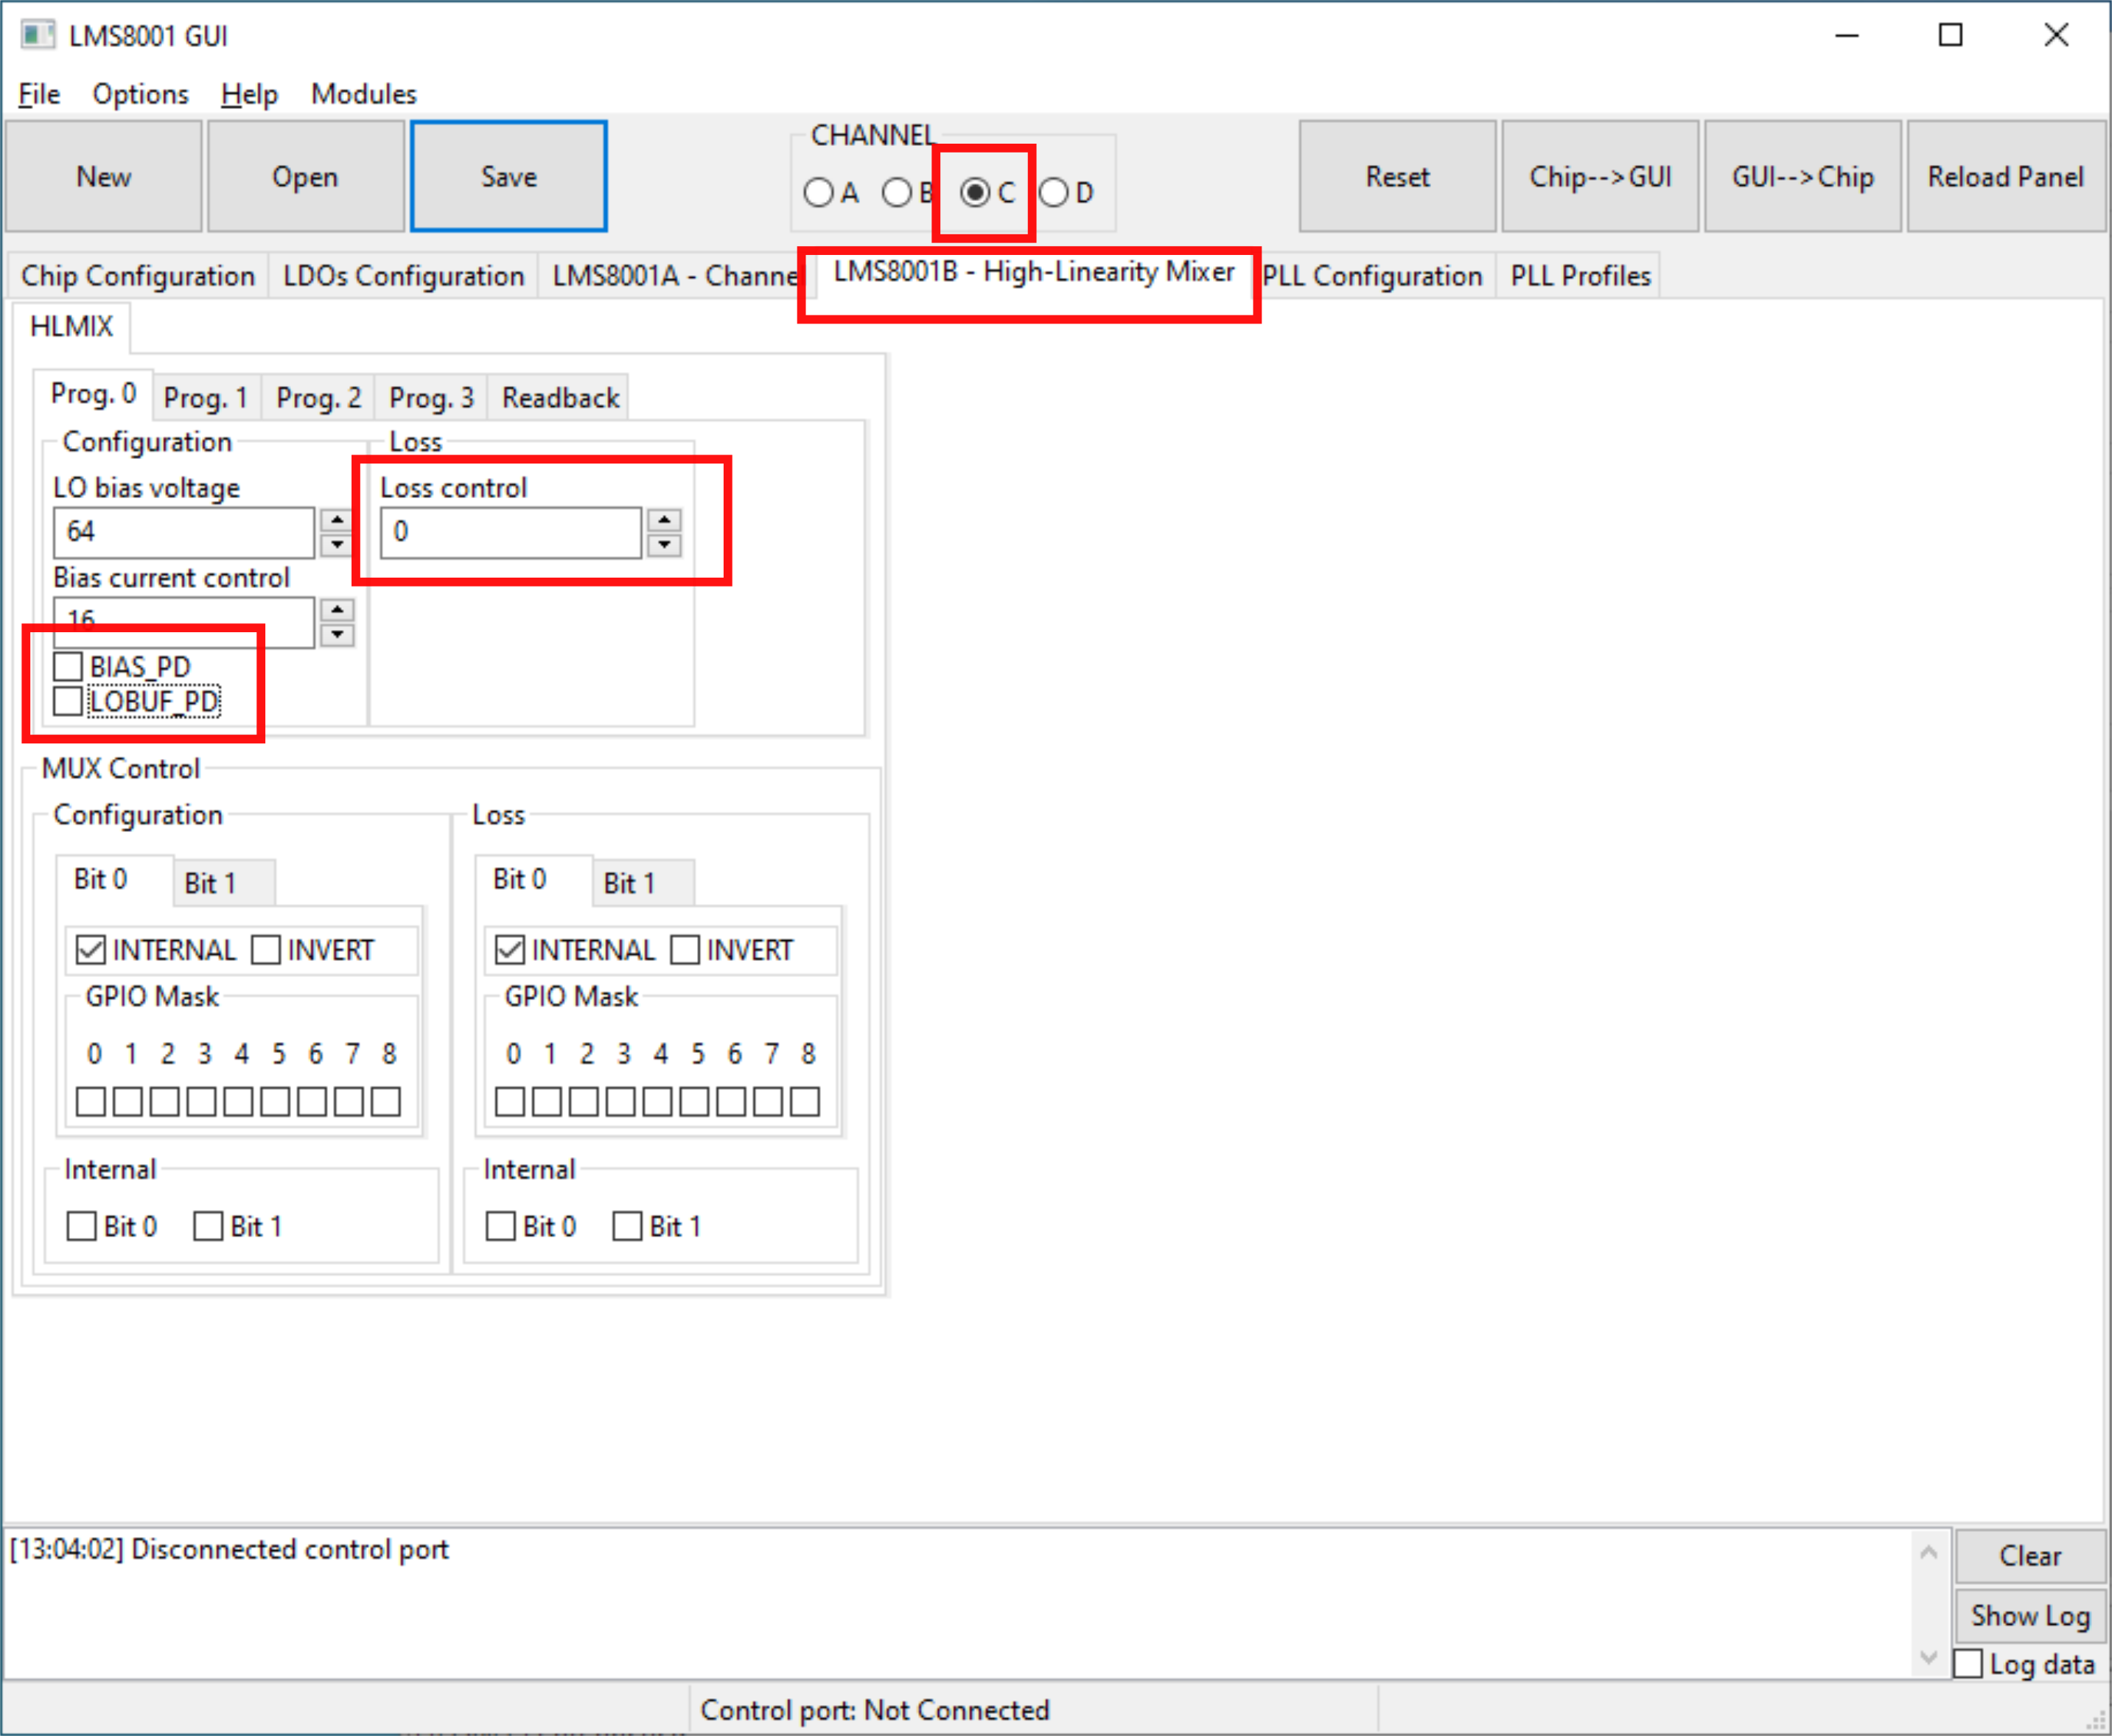 LMS8001 GUI
File Options Help Modules
New Open Save
CHANNEL
A B C D
Reset Chip-->GUI GUI-->Chip Reload Panel
Chip Configuration LDOs Configuration LMS8001A - Channel LMS8001B - High-Linearity Mixer PLL Configuration PLL Profiles
HLMIX
Prog. 0 Prog. 1 Prog. 2 Prog. 3 Readback
Configuration Loss
LO bias voltage Loss control
64 0
Bias current control
16
BIAS_PD
LOBUF_PD
MUX Control
Configuration Loss
Bit 0 Bit 1 Bit 0 Bit 1
INTERNAL INVERT INTERNAL INVERT
GPIO Mask GPIO Mask
0 1 2 3 4 5 6 7 8 0 1 2 3 4 5 6 7 8
Internal Internal
Bit 0 Bit 1 Bit 0 Bit 1
[13:04:02] Disconnected control port
Clear
Show Log
Log data
Control port: Not Connected